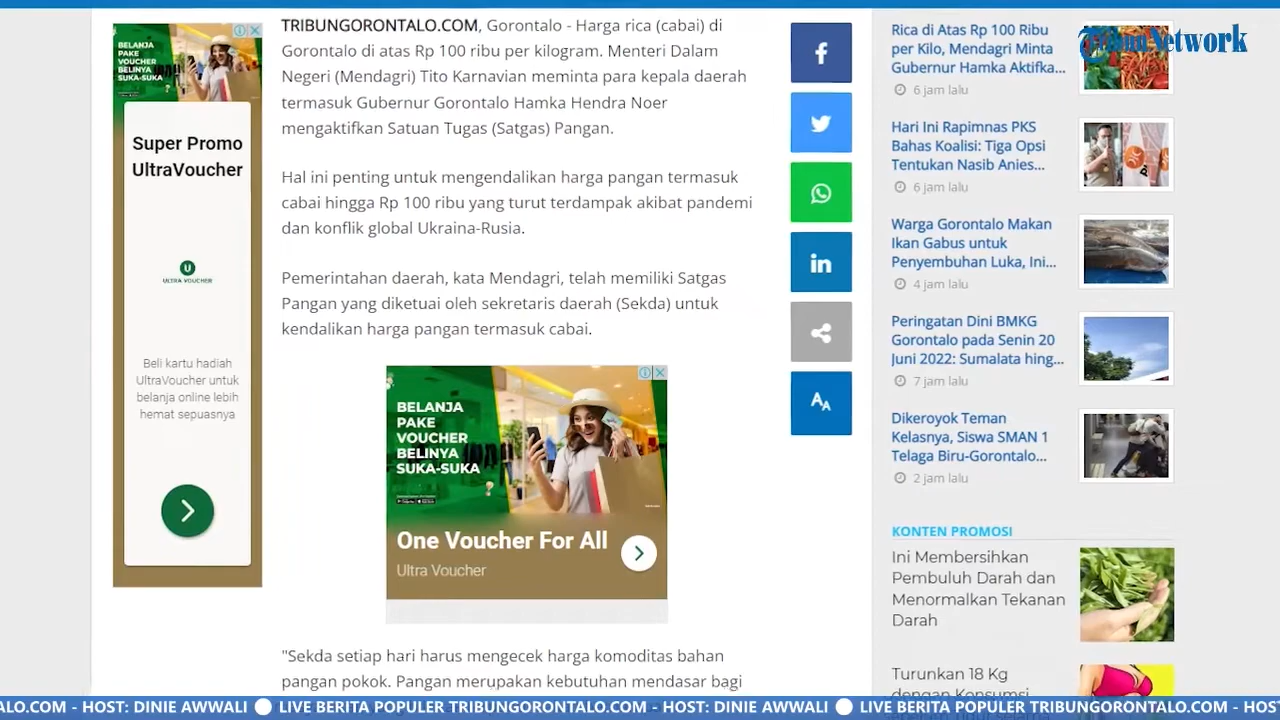 BELANJA
PAKE
VOUCHER
BELINYA
SUKA-SUKA
Super Promo
UltraVoucher
U
ULTRA VOUCHER
Beli kartu hadiah
UltraVoucher untuk
belanja online lebih
hemat sepuasnya
TRIBUNGORONTALO.COM, Gorontalo - Harga rica (cabai) di
Gorontalo di atas Rp 100 ribu per kilogram. Menteri Dalam
Negeri (Mendagri) Tito Karnavian meminta para kepala daerah
termasuk Gubernur Gorontalo Hamka Hendra Noer
mengaktifkan Satuan Tugas (Satgas) Pangan.
Hal ini penting untuk mengendalikan harga pangan termasuk
cabai hingga Rp 100 ribu yang turut terdampak akibat pandemi
dan konflik global Ukraina-Rusia.
Pemerintahan daerah, kata Mendagri, telah memiliki Satgas
Pangan yang diketuai oleh sekretaris daerah (Sekda) untuk
kendalikan harga pangan termasuk cabai.
BELANJA
PAKE
VOUCHER
BELINYA
SUKA-SUKA
One Voucher For All
Ultra Voucher
"Sekda setiap hari harus mengecek harga komoditas bahan
pangan pokok. Pangan merupakan kebutuhan mendasar bagi
f
in
AA
Tribun Network
Rica di Atas Rp 100 Ribu
per Kilo, Mendagri Minta
Gubernur Hamka Aktifka...
6 jam lalu
Hari Ini Rapimnas PKS
Bahas Koalisi: Tiga Opsi
Tentukan Nasib Anies...
6 jam lalu
Warga Gorontalo Makan
Ikan Gabus untuk
Penyembuhan Luka, Ini...
4 jam lalu
Peringatan Dini BMKG
Gorontalo pada Senin 20
Juni 2022: Sumalata hing...
7 jam lalu
Dikeroyok Teman
Kelasnya, Siswa SMAN 1
Telaga Biru-Gorontalo...
2 jam lalu
KONTEN PROMOSI
Ini Membersihkan
Pembuluh Darah dan
Menormalkan Tekanan
Darah
Turunkan 18 Kg
dengan Konsumsi
ALO.COM - HOST: DINIE AWWALI ● LIVE BERITA POPULER TRIBUNGORONTALO.COM - HOST: DINIE AWWALI ● LIVE BERITA POPULER TRIBUNGORONTALO.COM - HOS